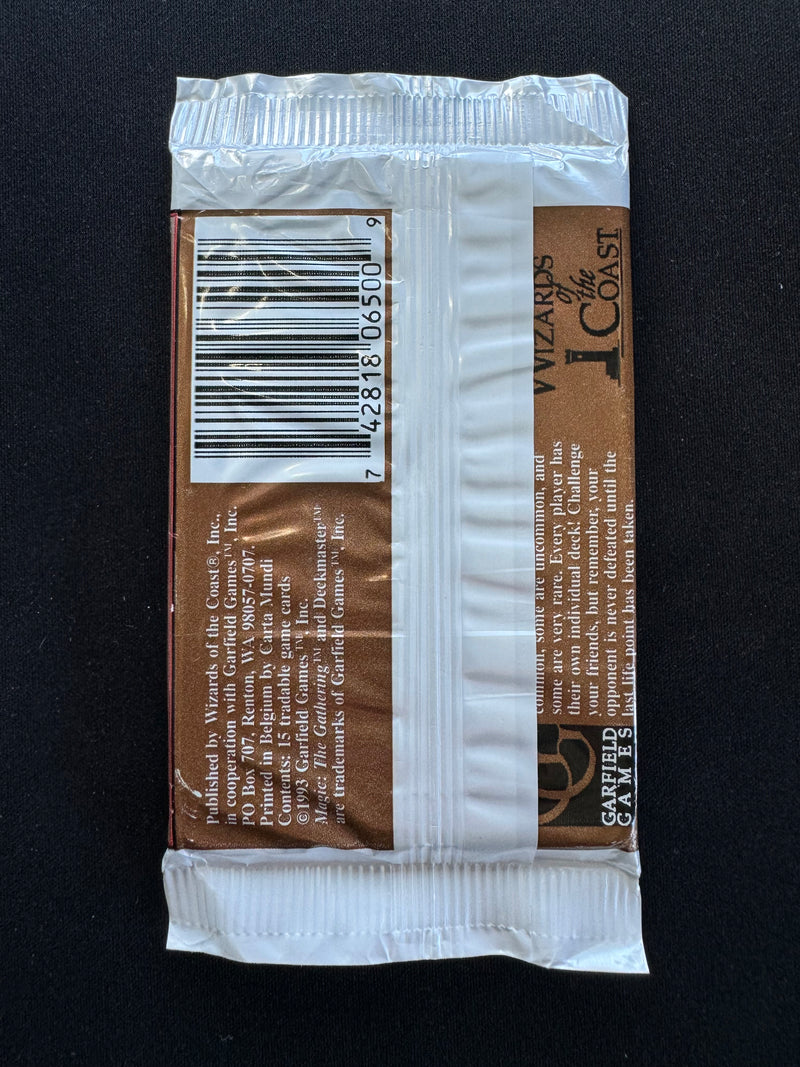 7 42818 06500 9
Published by Wizards of the Coast®, Inc.,
in cooperation with Garfield Games™, Inc.
PO Box 707, Renton, WA 98057-0707.
Printed in Belgium by Carta Mundi
Contents: 15 tradable game cards
©1993 Garfield Games™, Inc.
Magic: The Gathering™ and Deckmaster™
are trademarks of Garfield Games™, Inc.
WIZARDS
of
the
COAST
some are uncommon, and
some are very rare. Every player has
their own individual deck! Challenge
your friends, but remember, your
opponent is never defeated until the
last life point has been taken.
GARFIELD
GAMES